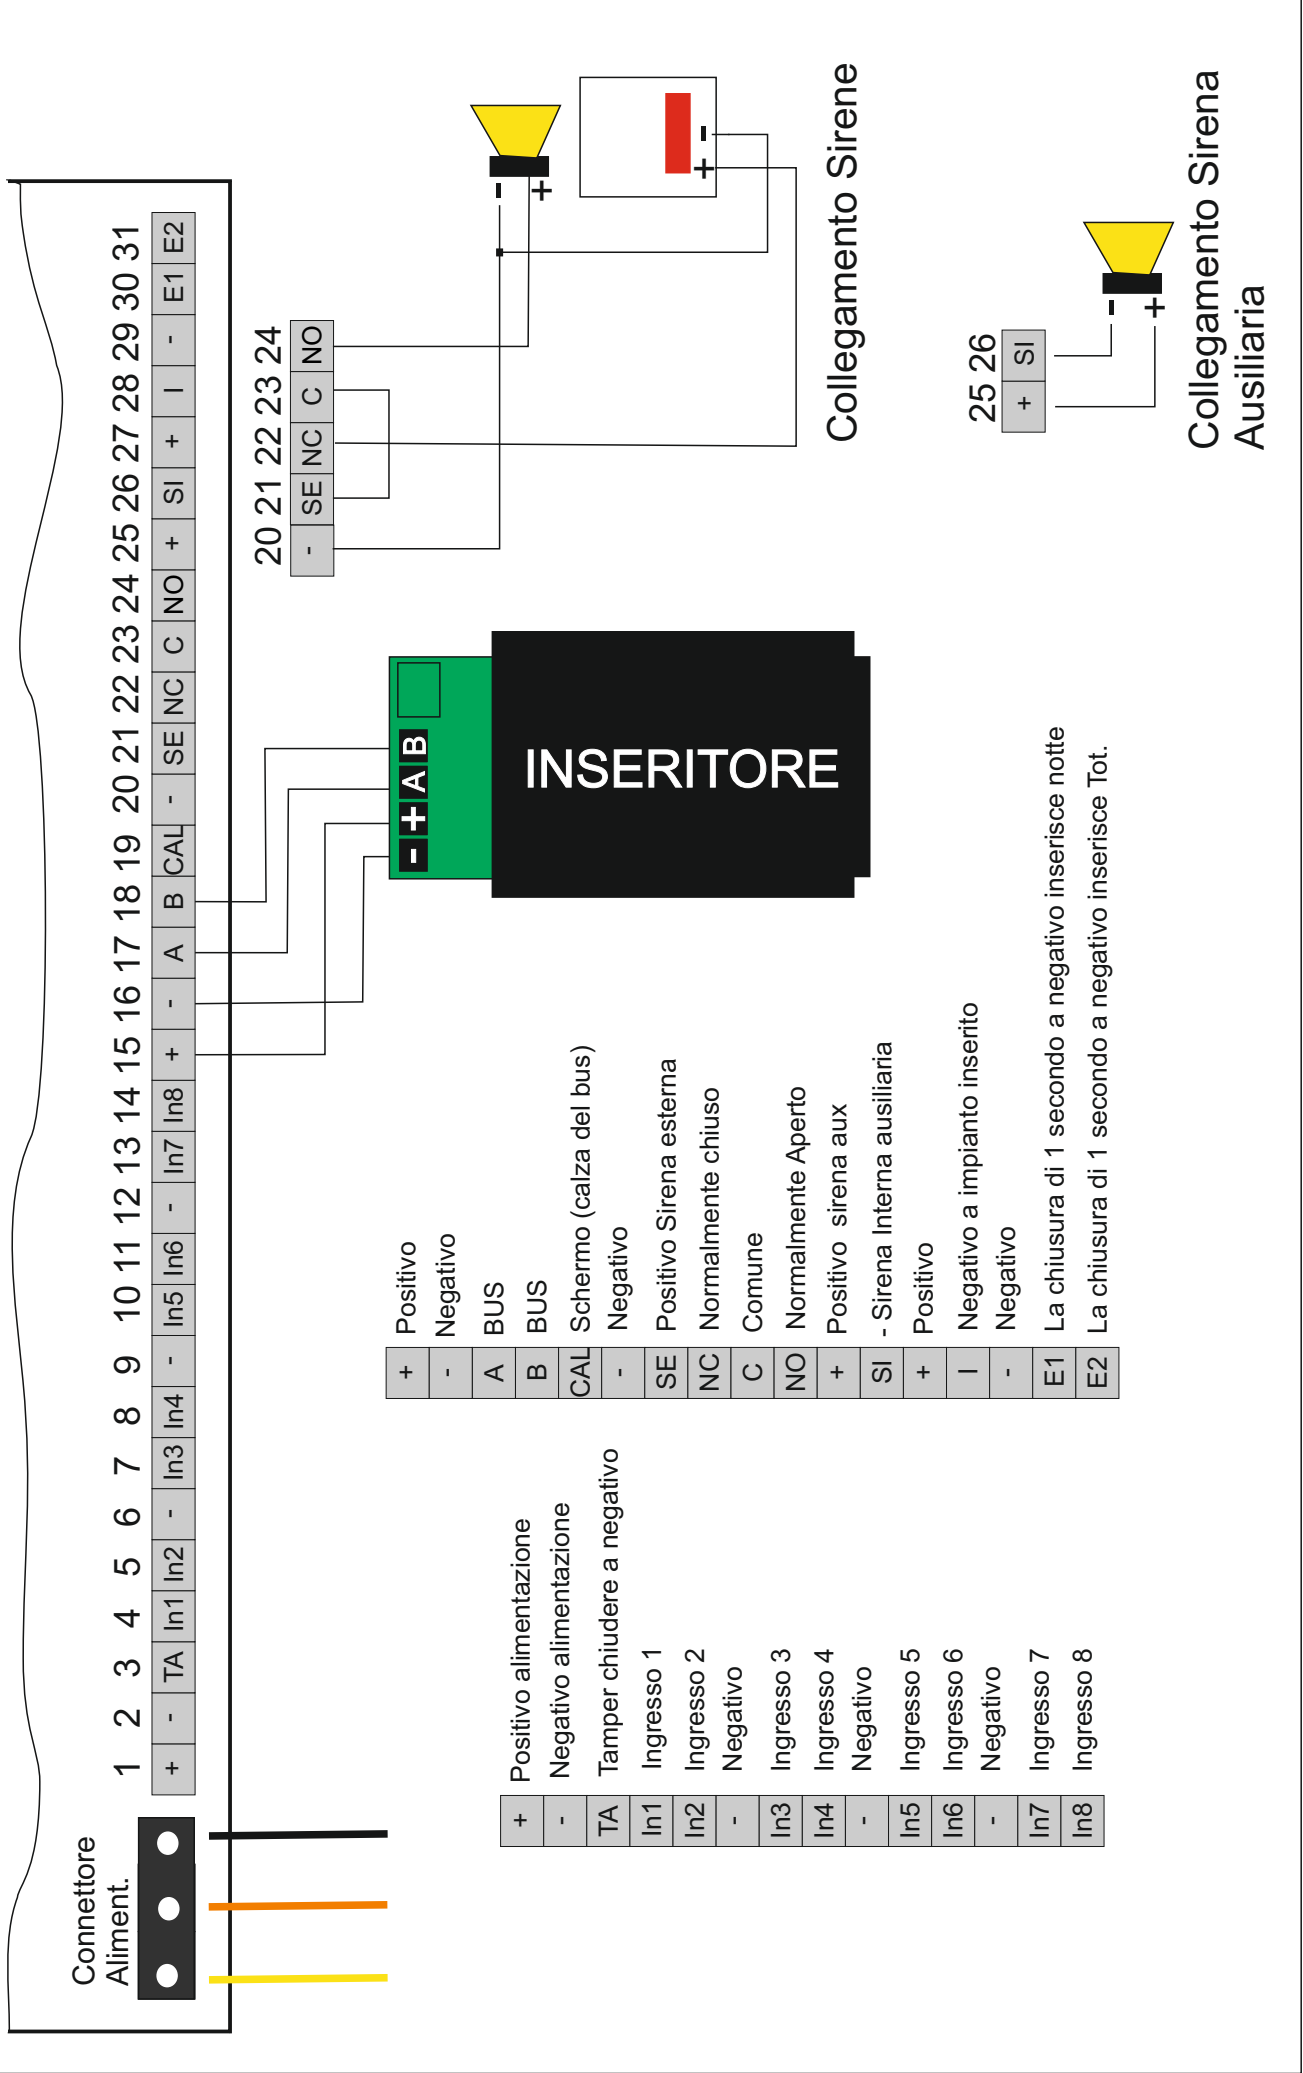 Connettore
Aliment.
1 2 3 4 5 6 7 8 9 10 11 12 13 14 15 16 17 18 19 20 21 22 23 24 25 26 27 28 29 30 31
+ - TA In1 In2 - In3 In4 - In5 In6 - In7 In8 + - A B CAL - SE NC C NO + SI + I - E1 E2
20 21 22 23 24
- SE NC C NO
- +
+ -
Collegamento Sirene
- + A B
INSERITORE
25 26
+ SI
- +
Collegamento Sirena
Ausiliaria
+ Positivo alimentazione
- Negativo alimentazione
TA Tamper chiudere a negativo
In1 Ingresso 1
In2 Ingresso 2
- Negativo
In3 Ingresso 3
In4 Ingresso 4
- Negativo
In5 Ingresso 5
In6 Ingresso 6
- Negativo
In7 Ingresso 7
In8 Ingresso 8
+ Positivo
- Negativo
A BUS
B BUS
CAL Schermo (calza del bus)
- Negativo
SE Positivo Sirena esterna
NC Normalmente chiuso
C Comune
NO Normalmente Aperto
+ Positivo sirena aux
SI - Sirena Interna ausiliaria
+ Positivo
I Negativo a impianto inserito
- Negativo
E1 La chiusura di 1 secondo a negativo inserisce notte
E2 La chiusura di 1 secondo a negativo inserisce Tot.